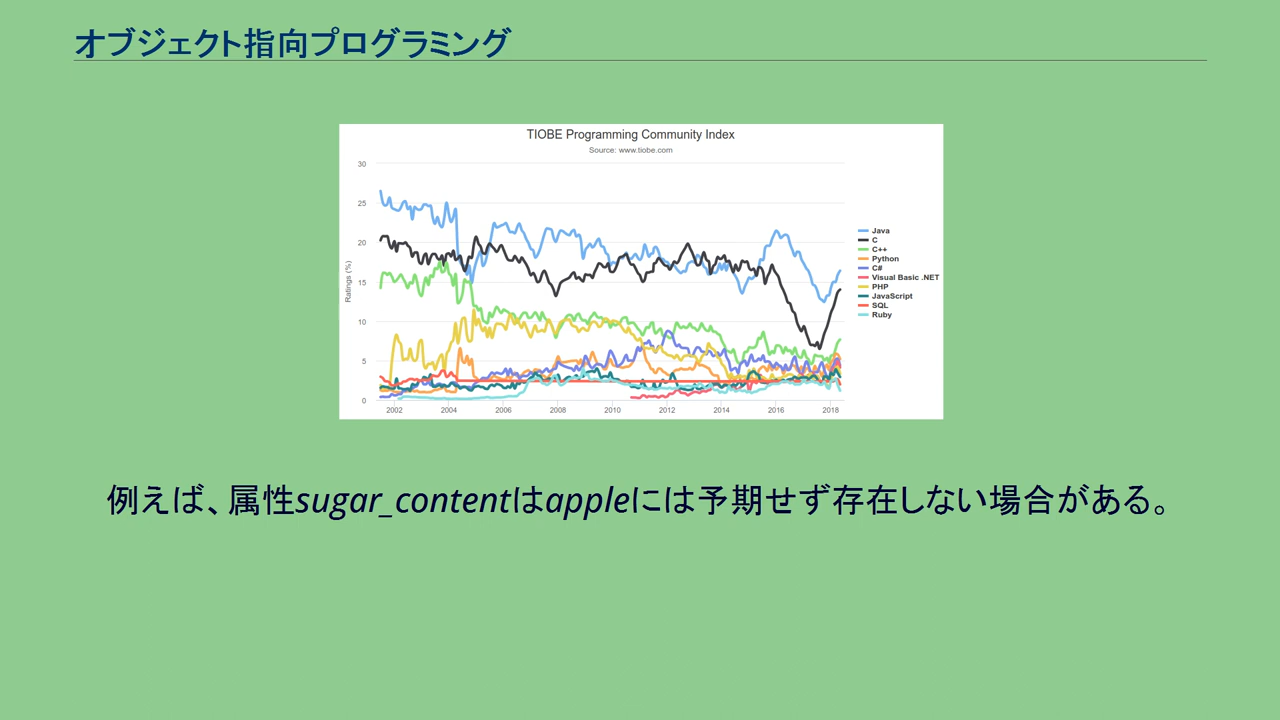 オブジェクト指向プログラミング
TIOBE Programming Community Index
Source: www.tiobe.com
30
25
20
15
10
5
0
Ratings (%)
2002 2004 2006 2008 2010 2012 2014 2016 2018
Java
C
C++
Python
C#
Visual Basic .NET
PHP
JavaScript
SQL
Ruby
例えば、属性sugar_contentはappleには予期せず存在しない場合がある。